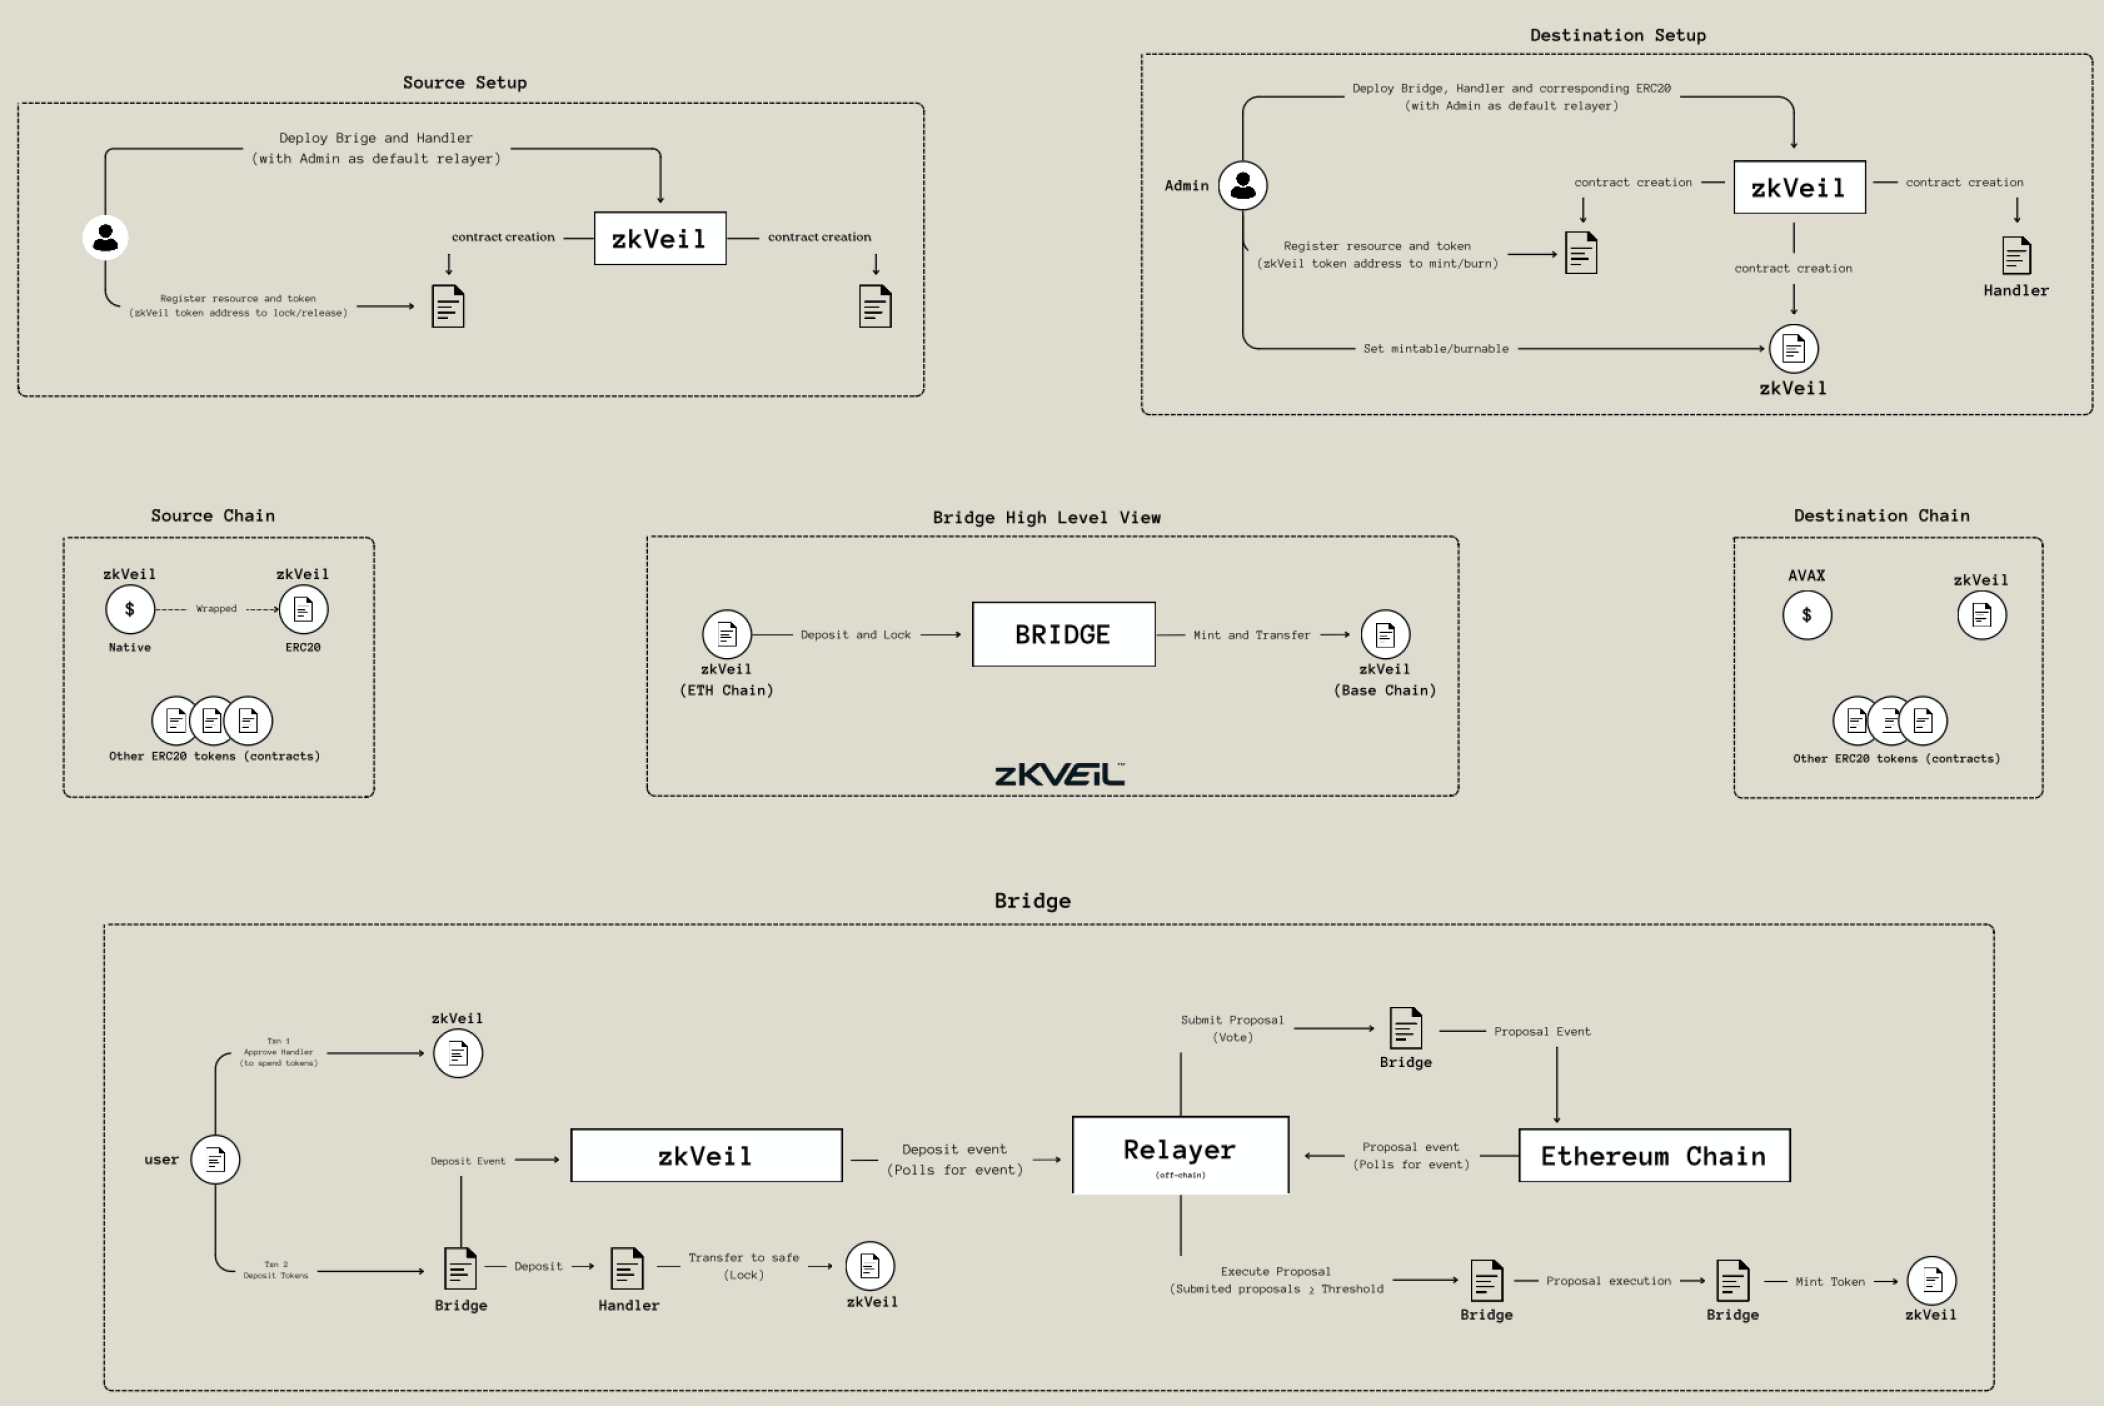 Source Setup
Deploy Brige and Handler
(with Admin as default relayer)
zkVeil
contract creation
contract creation
Register resource and token
(zkVeil token address to lock/release)
Destination Setup
Deploy Bridge, Handler and corresponding ERC20
(with Admin as default relayer)
Admin
contract creation
zkVeil
contract creation
Register resource and token
(zkVeil token address to mint/burn)
contract creation
Handler
Set mintable/burnable
zkVeil
Source Chain
zkVeil
zkVeil
$
Wrapped
Native
ERC20
Other ERC20 tokens (contracts)
Bridge High Level View
Deposit and Lock
BRIDGE
Mint and Transfer
zkVeil
(ETH Chain)
zkVeil
(Base Chain)
zKVEIL™
Destination Chain
AVAX
zkVeil
$
Other ERC20 tokens (contracts)
Bridge
zkVeil
Txn 1
Approve Handler
(to spend tokens)
user
Deposit Event
zkVeil
Deposit event
(Polls for event)
Txn 2
Deposit Tokens
Bridge
Deposit
Handler
Transfer to safe
(Lock)
zkVeil
Submit Proposal
(Vote)
Bridge
Proposal Event
Relayer
(off-chain)
Proposal event
(Polls for event)
Ethereum Chain
Execute Proposal
(Submited proposals ≥ Threshold
Bridge
Proposal execution
Bridge
Mint Token
zkVeil